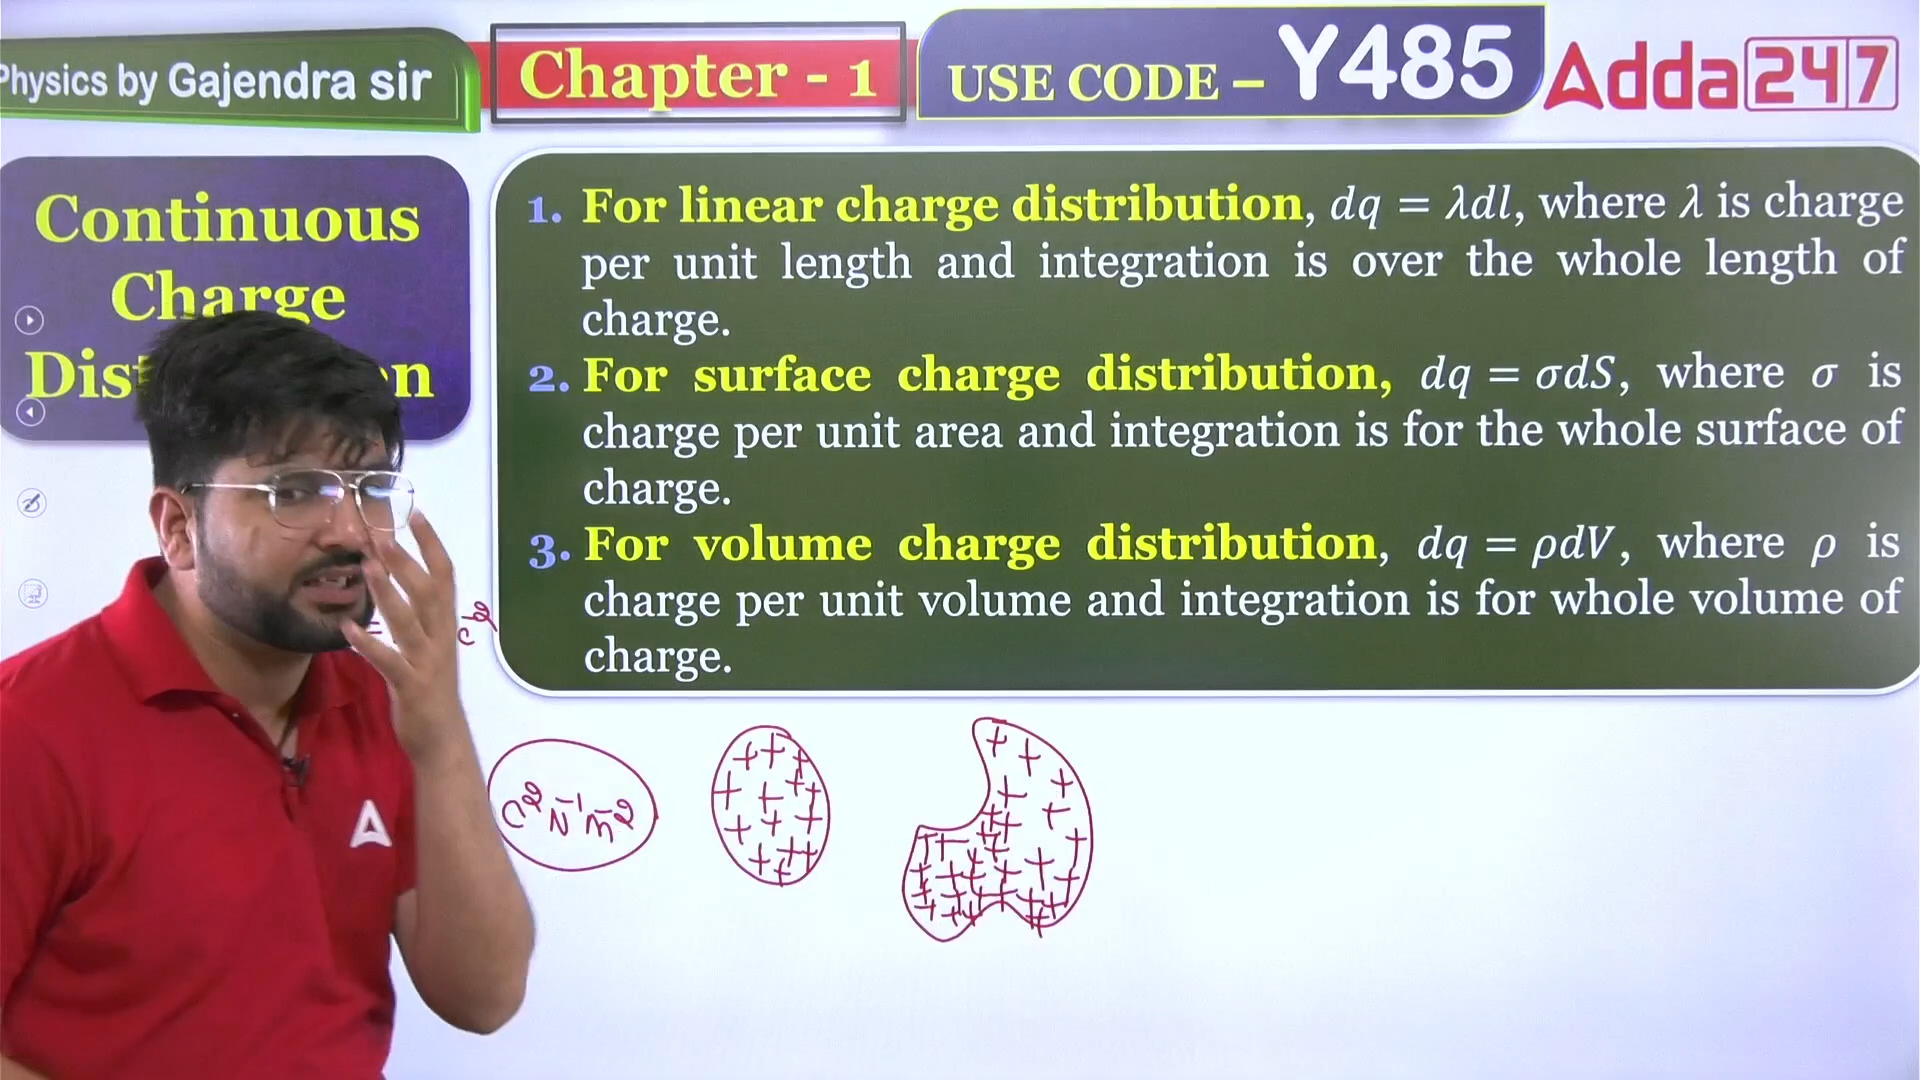 Physics by Gajendra sir
Chapter - 1
USE CODE – Y485
Adda247
Continuous
Charge
1. For linear charge distribution, dq = λdl, where λ is charge
per unit length and integration is over the whole length of
charge.
2. For surface charge distribution, dq = σdS, where σ is
charge per unit area and integration is for the whole surface of
charge.
3. For volume charge distribution, dq = ρdV, where ρ is
charge per unit volume and integration is for whole volume of
charge.
C² N⁻¹ m⁻²